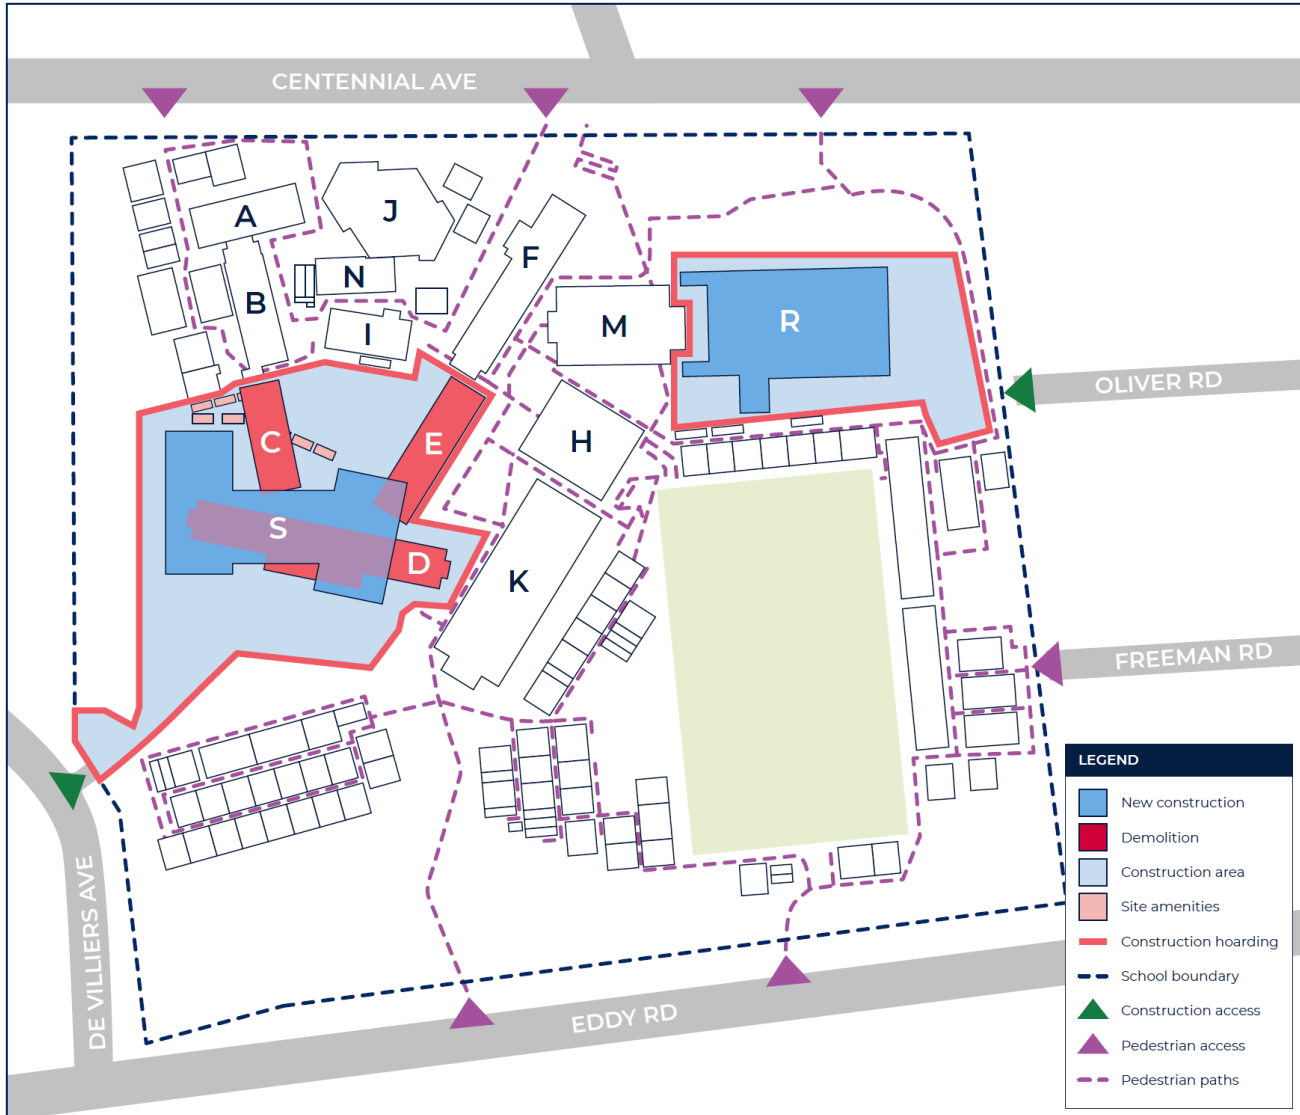 CENTENNIAL AVE
A
J
F
N
B
I
M
R
OLIVER RD
C
E
H
S
D
K
FREEMAN RD
DE VILLIERS AVE
EDDY RD
LEGEND
New construction
Demolition
Construction area
Site amenities
Construction hoarding
School boundary
Construction access
Pedestrian access
Pedestrian paths